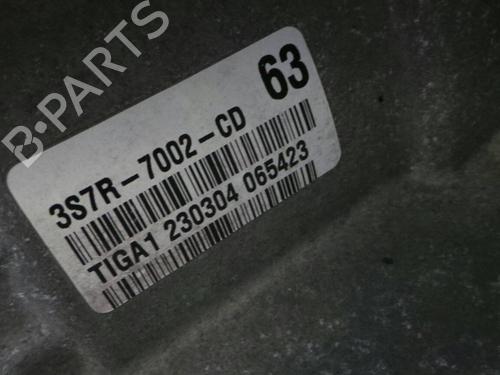 B-PARTS
63
3S7R-7002-CD
TIGA1 230304 065423